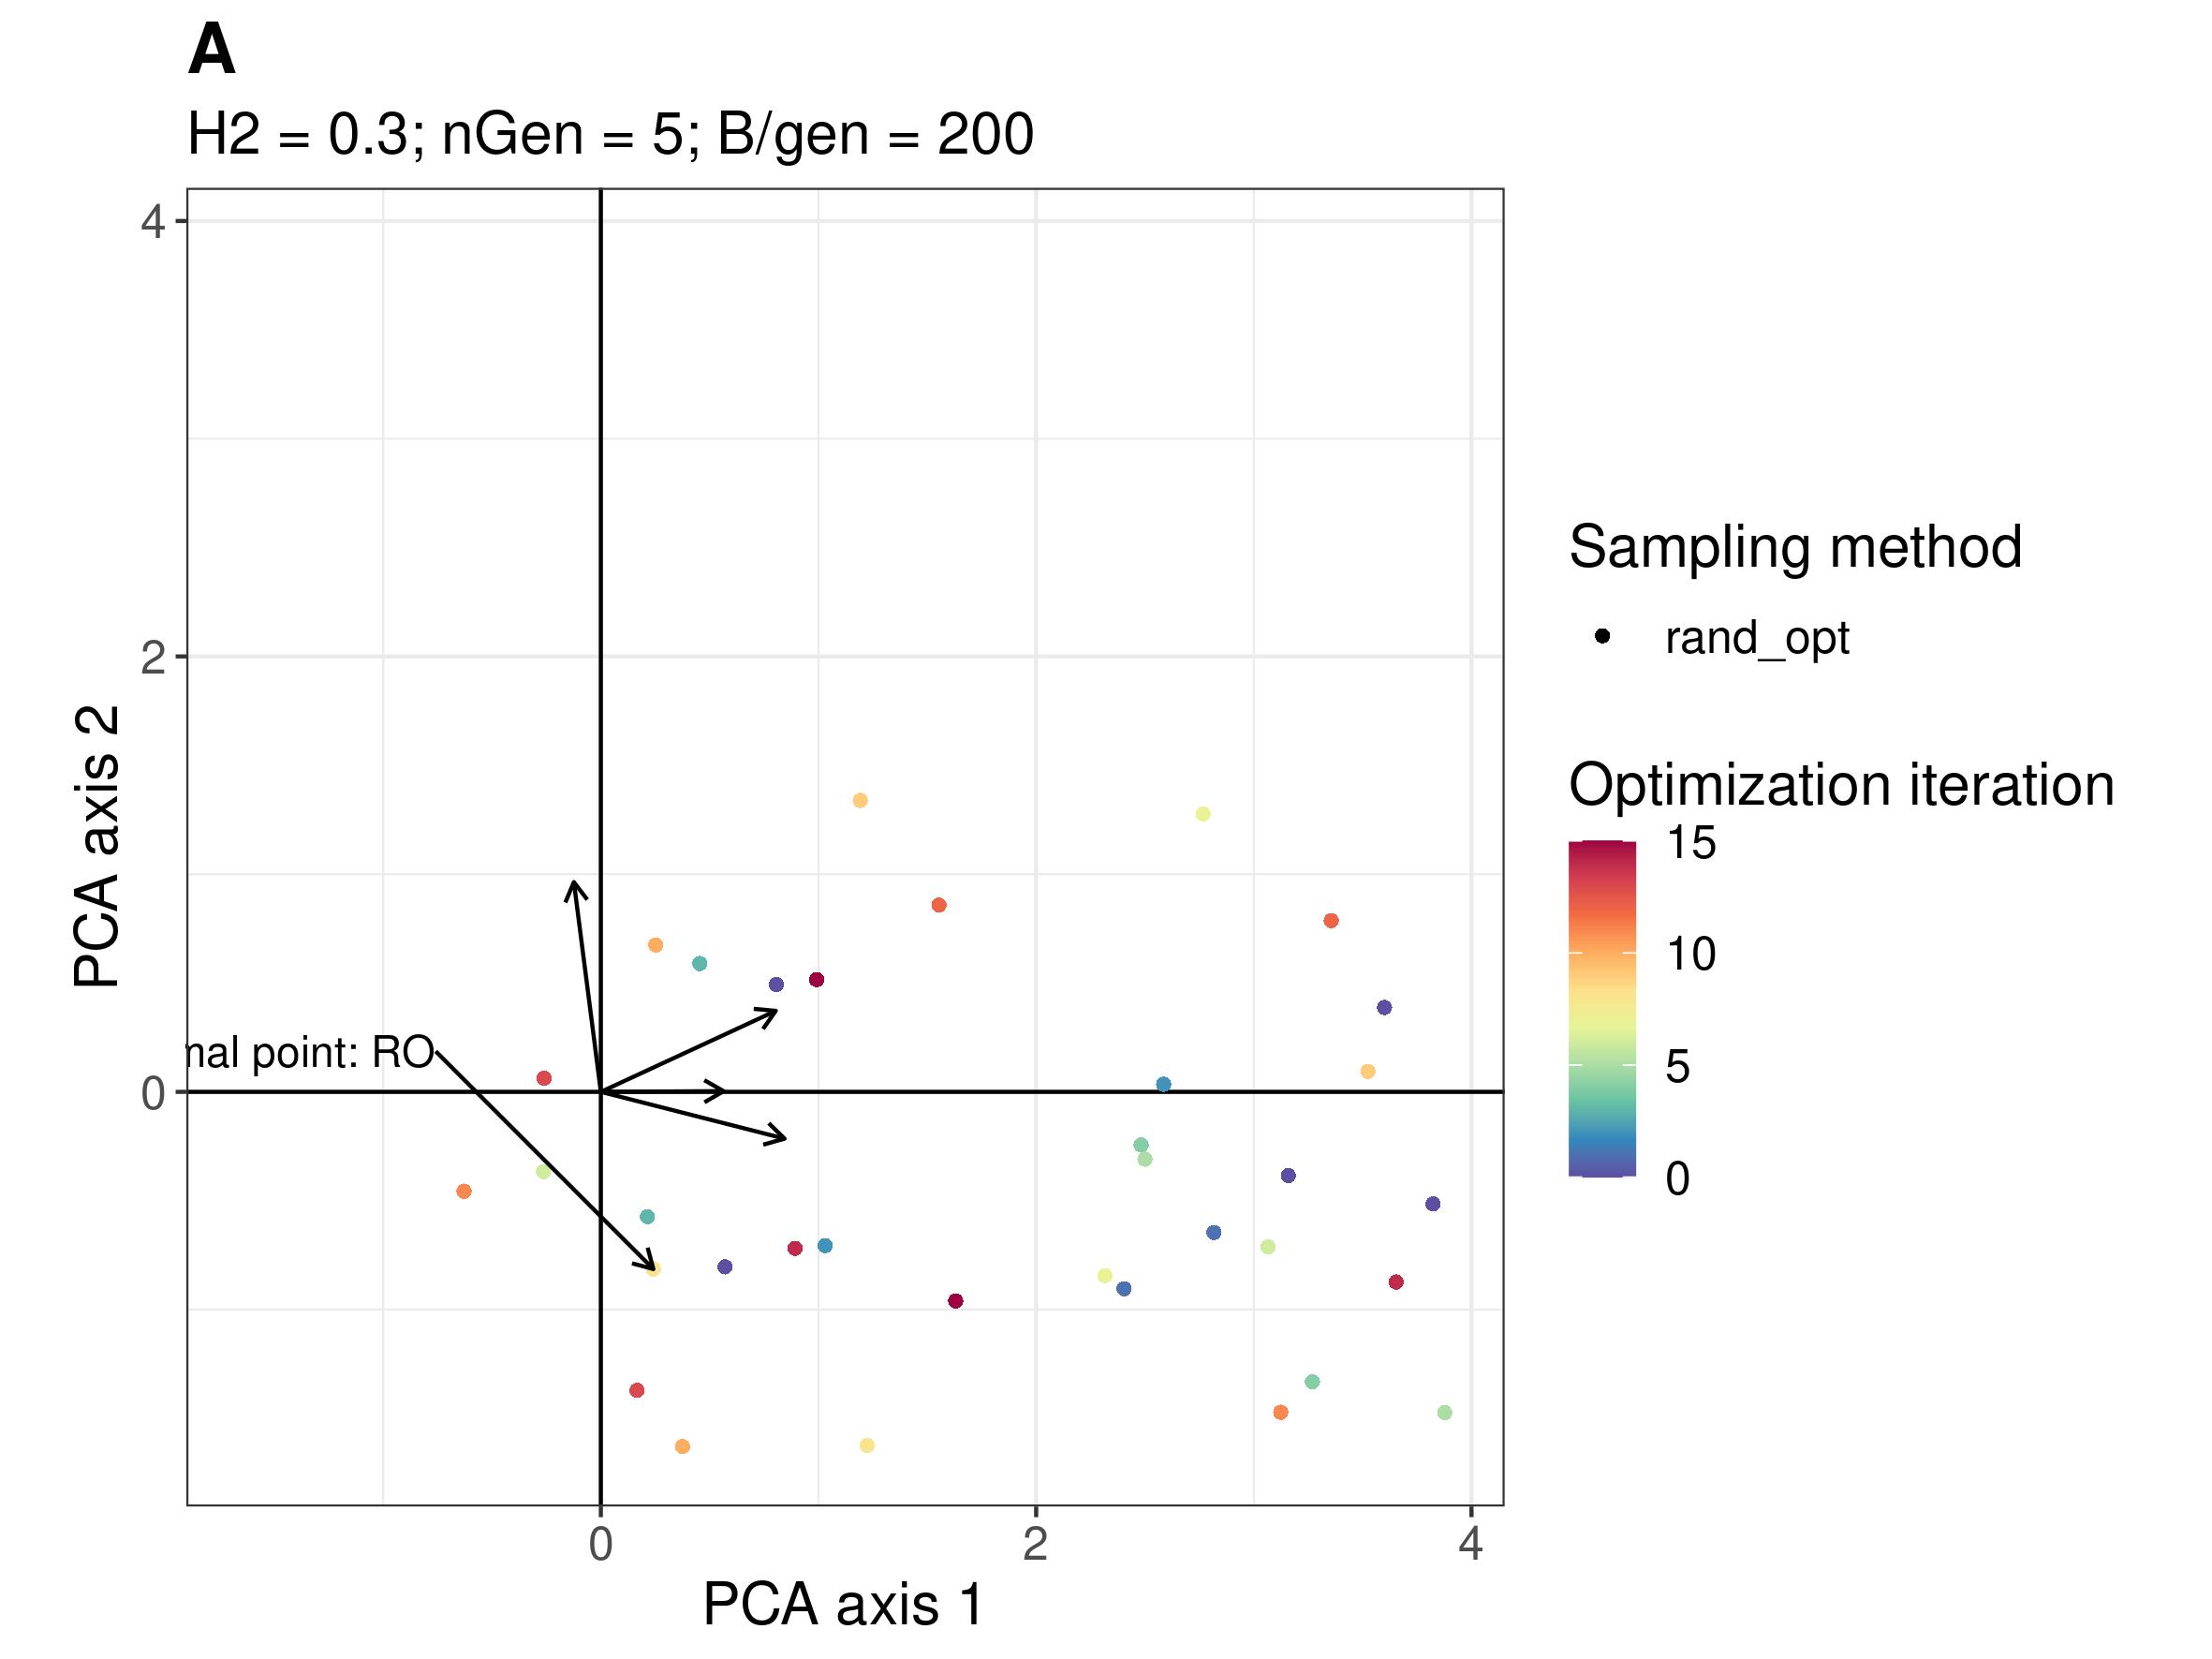 A
H2 = 0.3; nGen = 5; B/gen = 200
4
2
0
PCA axis 2
point: RO
0
2
4
PCA axis 1
Sampling method
rand_opt
Optimization iteration
15
10
5
0